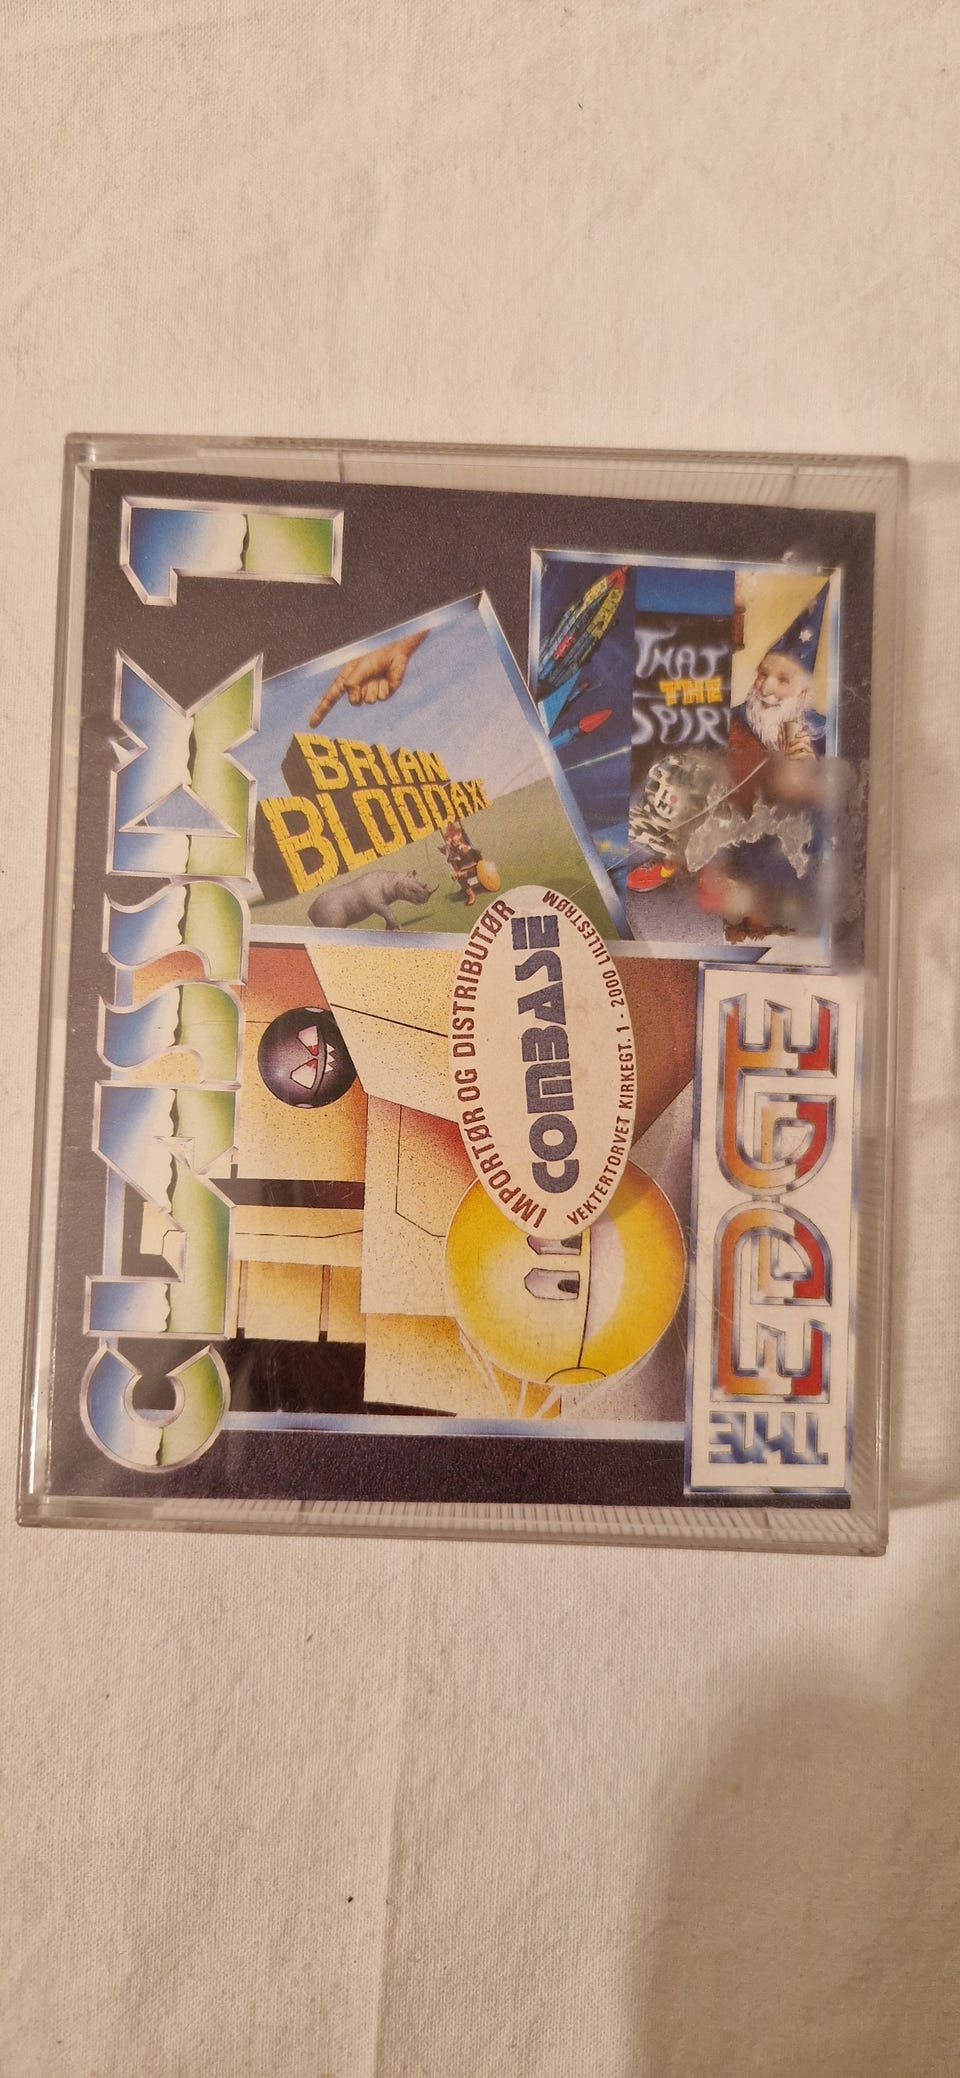 CLASSIX 1
BRIAN
BLOODAXE
THAT
THE
SPIRI
IMPORTØR OG DISTRIBUTØR
COMBASE
VEKTERTORVET KIRKEGT. 1 - 2000 LILLESTRØM
THE EDGE